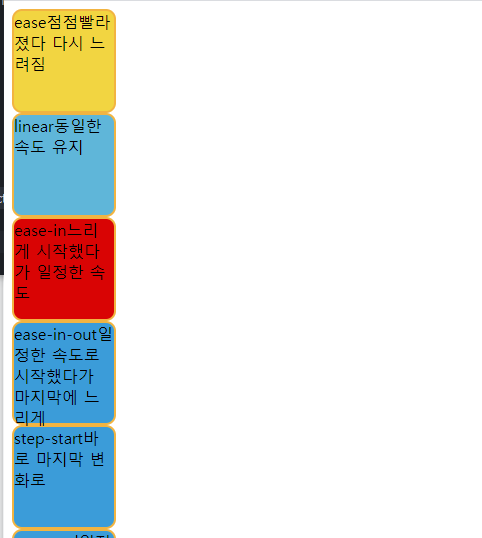 ease점점빨라
졌다 다시 느
려짐
linear동일한
속도 유지
ease-in느리
게 시작했다
가 일정한 속
도
ease-in-out일
정한 속도로
시작했다가
마지막에 느
리게
step-start바
로 마지막 변
화로